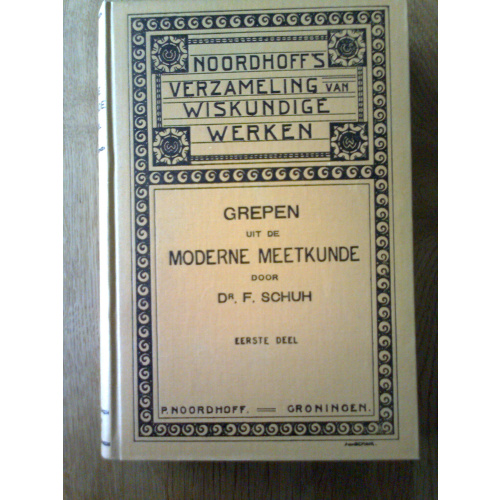 NOORDHOFF'S
VERZAMELING VAN
WISKUNDIGE
WERKEN
GREPEN
UIT DE
MODERNE MEETKUNDE
DOOR
DR. F. SCHUH
EERSTE DEEL
P. NOORDHOFF. — GRONINGEN.